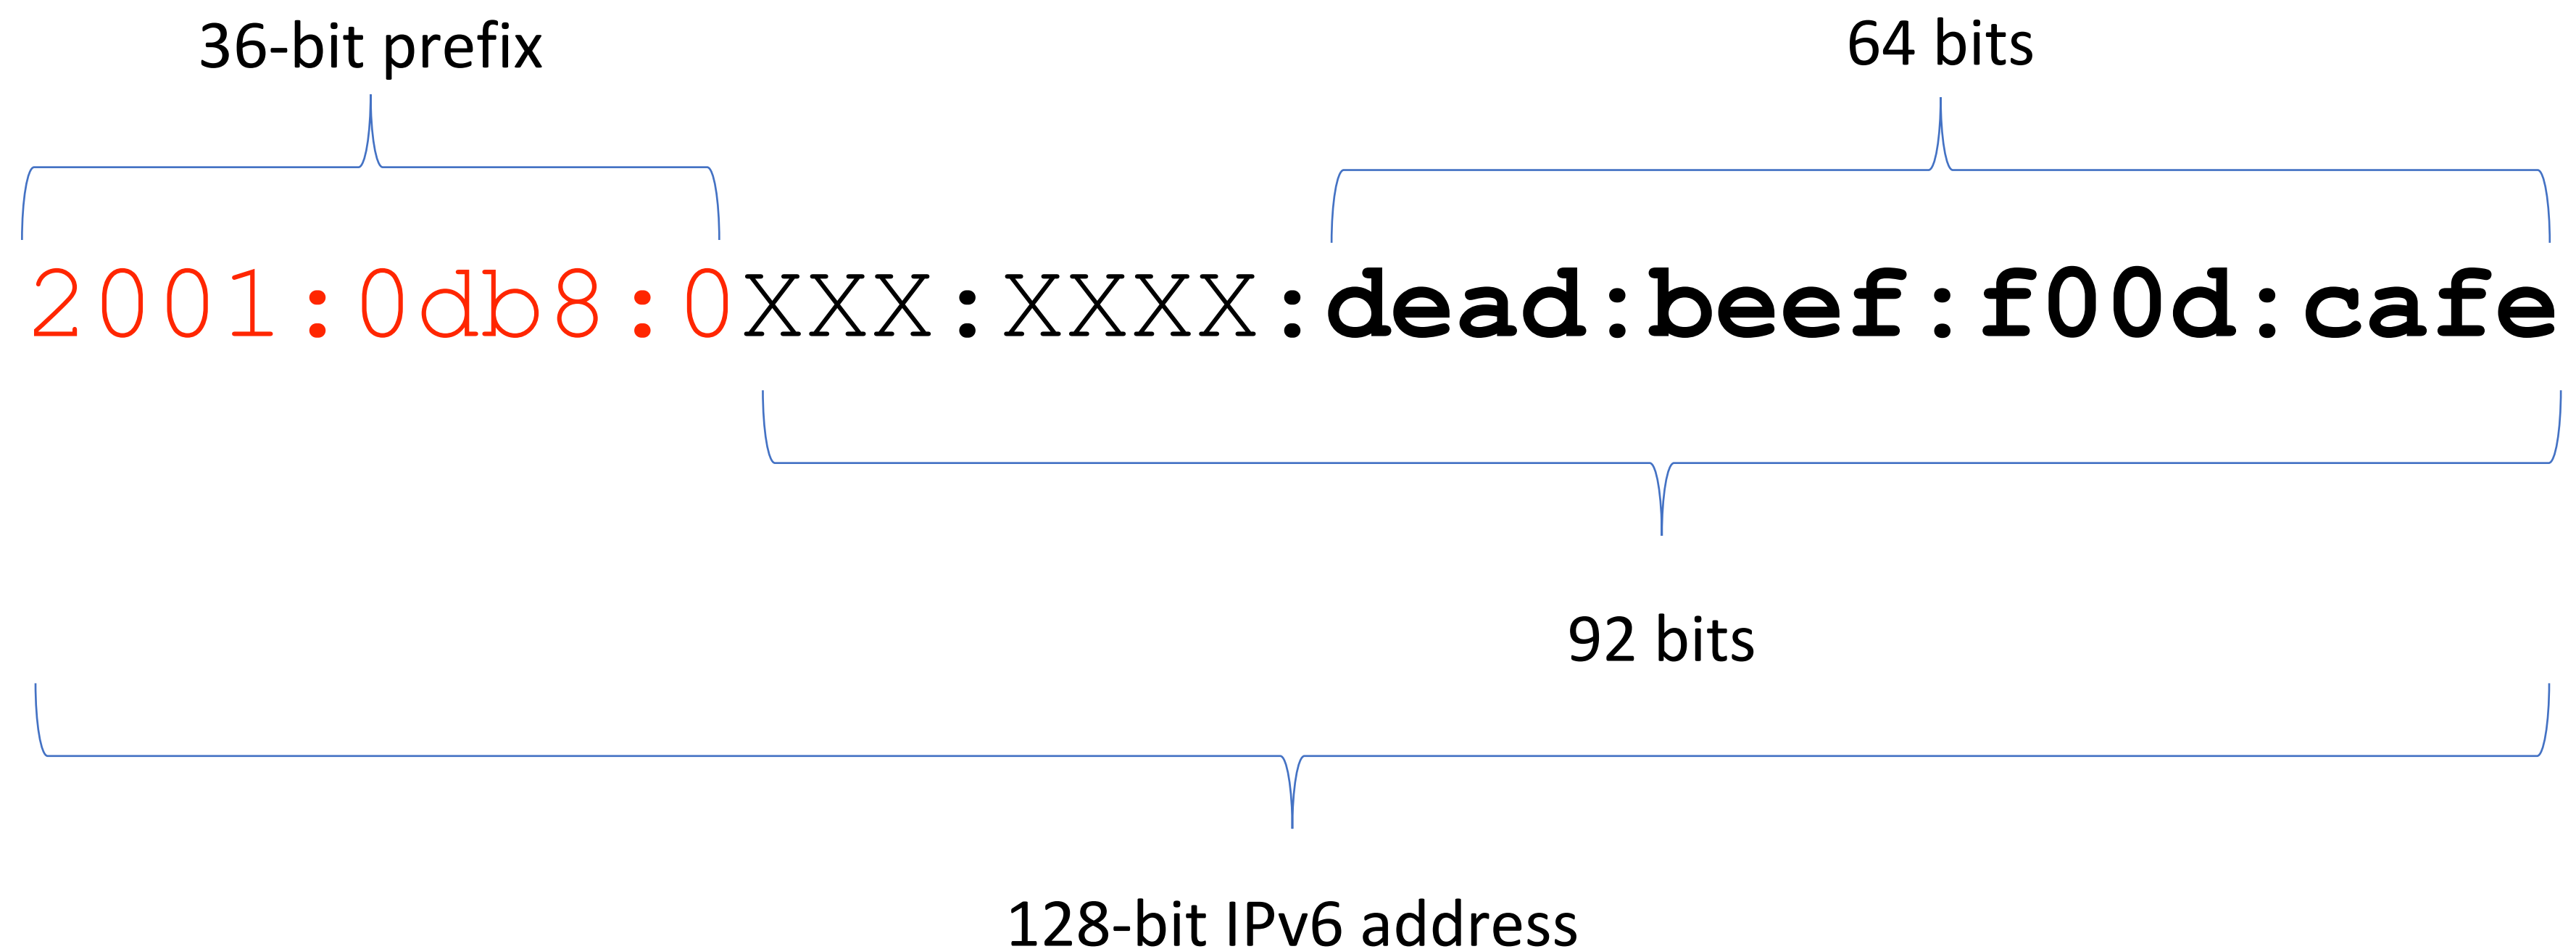 36-bit prefix
64 bits
2001:0db8:0XXX:XXXX:dead:beef:f00d:cafe
92 bits
128-bit IPv6 address